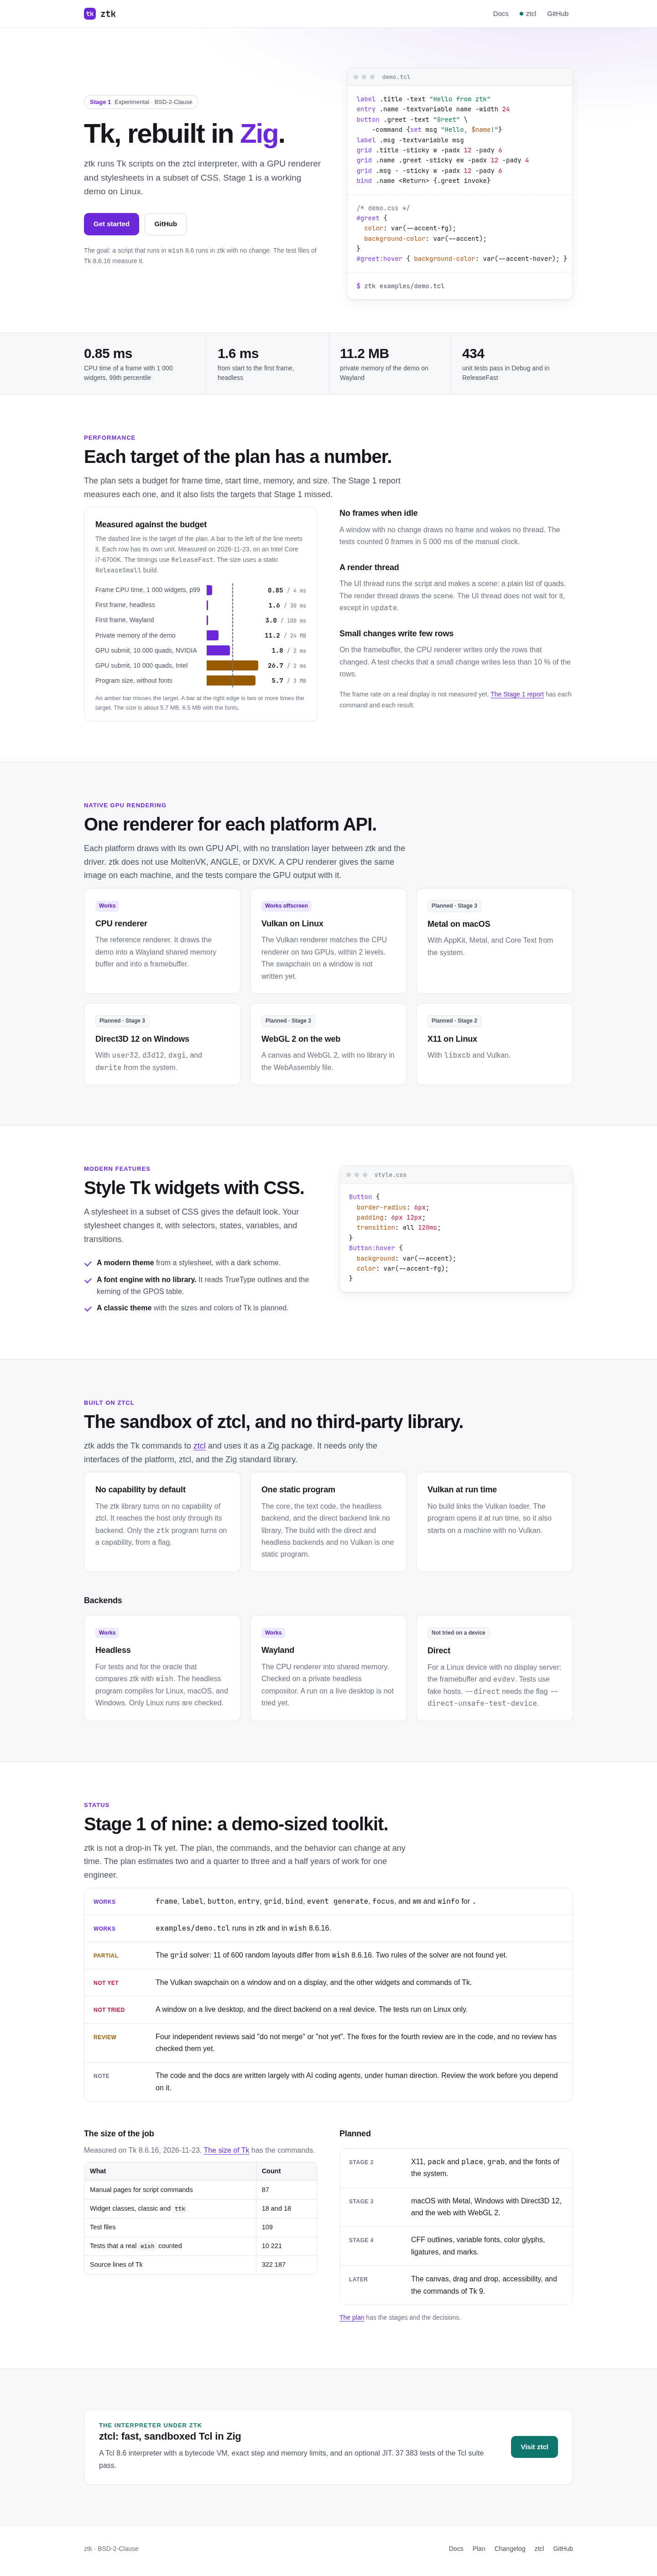 tk ztk
Docs
ztcl
GitHub
Stage 1 Experimental · BSD-2-Clause
Tk, rebuilt in Zig.
ztk runs Tk scripts on the ztcl interpreter, with a GPU renderer
and stylesheets in a subset of CSS. Stage 1 is a working
demo on Linux.
Get started
GitHub
The goal: a script that runs in wish 8.6 runs in ztk with no change. The test files of
Tk 8.6.16 measure it.
demo.tcl
label .title -text "Hello from ztk"
entry .name -textvariable name -width 24
button .greet -text "Greet" \
-command {set msg "Hello, $name!"}
label .msg -textvariable msg
grid .title -sticky w -padx 12 -pady 6
grid .name .greet -sticky ew -padx 12 -pady 4
grid .msg - -sticky w -padx 12 -pady 6
bind .name <Return> {.greet invoke}
/* demo.css */
#greet {
color: var(--accent-fg);
background-color: var(--accent);
}
#greet:hover { background-color: var(--accent-hover); }
$ ztk examples/demo.tcl
0.85 ms
CPU time of a frame with 1 000
widgets, 99th percentile
1.6 ms
from start to the first frame,
headless
11.2 MB
private memory of the demo on
Wayland
434
unit tests pass in Debug and in
ReleaseFast
PERFORMANCE
Each target of the plan has a number.
The plan sets a budget for frame time, start time, memory, and size. The Stage 1 report
measures each one, and it also lists the targets that Stage 1 missed.
Measured against the budget
The dashed line is the target of the plan. A bar to the left of the line meets
it. Each row has its own unit. Measured on 2026-11-23, on an Intel Core
i7-6700K. The timings use ReleaseFast. The size uses a static
ReleaseSmall build.
Frame CPU time, 1 000 widgets, p99 0.85 / 4 ms
First frame, headless 1.6 / 30 ms
First frame, Wayland 3.0 / 100 ms
Private memory of the demo 11.2 / 24 MB
GPU submit, 10 000 quads, NVIDIA 1.8 / 2 ms
GPU submit, 10 000 quads, Intel 26.7 / 2 ms
Program size, without fonts 5.7 / 3 MB
An amber bar misses the target. A bar at the right edge is two or more times the
target. The size is about 5.7 MB, 6.5 MB with the fonts.
No frames when idle
A window with no change draws no frame and wakes no thread. The
tests counted 0 frames in 5 000 ms of the manual clock.
A render thread
The UI thread runs the script and makes a scene: a plain list of quads.
The render thread draws the scene. The UI thread does not wait for it,
except in update.
Small changes write few rows
On the framebuffer, the CPU renderer writes only the rows that
changed. A test checks that a small change writes less than 10 % of the
rows.
The frame rate on a real display is not measured yet. The Stage 1 report has each
command and each result.
NATIVE GPU RENDERING
One renderer for each platform API.
Each platform draws with its own GPU API, with no translation layer between ztk and the
driver. ztk does not use MoltenVK, ANGLE, or DXVK. A CPU renderer gives the same
image on each machine, and the tests compare the GPU output with it.
Works
CPU renderer
The reference renderer. It draws the
demo into a Wayland shared memory
buffer and into a framebuffer.
Works offscreen
Vulkan on Linux
The Vulkan renderer matches the CPU
renderer on two GPUs, within 2 levels.
The swapchain on a window is not
written yet.
Planned · Stage 3
Metal on macOS
With AppKit, Metal, and Core Text from
the system.
Planned · Stage 3
Direct3D 12 on Windows
With user32, d3d12, dxgi, and
dwrite from the system.
Planned · Stage 3
WebGL 2 on the web
A canvas and WebGL 2, with no library in
the WebAssembly file.
Planned · Stage 2
X11 on Linux
With libxcb and Vulkan.
MODERN FEATURES
Style Tk widgets with CSS.
A stylesheet in a subset of CSS gives the default look. Your
stylesheet changes it, with selectors, states, variables, and
transitions.
A modern theme from a stylesheet, with a dark scheme.
A font engine with no library. It reads TrueType outlines and the
kerning of the GPOS table.
A classic theme with the sizes and colors of Tk is planned.
style.css
Button {
border-radius: 6px;
padding: 6px 12px;
transition: all 120ms;
}
Button:hover {
background: var(--accent);
color: var(--accent-fg);
}
BUILT ON ZTCL
The sandbox of ztcl, and no third-party library.
ztk adds the Tk commands to ztcl and uses it as a Zig package. It needs only the
interfaces of the platform, ztcl, and the Zig standard library.
No capability by default
The ztk library turns on no capability of
ztcl. It reaches the host only through its
backend. Only the ztk program turns on
a capability, from a flag.
One static program
The core, the text code, the headless
backend, and the direct backend link no
library. The build with the direct and
headless backends and no Vulkan is one
static program.
Vulkan at run time
No build links the Vulkan loader. The
program opens it at run time, so it also
starts on a machine with no Vulkan.
Backends
Works
Headless
For tests and for the oracle that
compares ztk with wish. The headless
program compiles for Linux, macOS, and
Windows. Only Linux runs are checked.
Works
Wayland
The CPU renderer into shared memory.
Checked on a private headless
compositor. A run on a live desktop is not
tried yet.
Not tried on a device
Direct
For a Linux device with no display server:
the framebuffer and evdev. Tests use
fake hosts. --direct needs the flag --
direct-unsafe-test-device.
STATUS
Stage 1 of nine: a demo-sized toolkit.
ztk is not a drop-in Tk yet. The plan, the commands, and the behavior can change at any
time. The plan estimates two and a quarter to three and a half years of work for one
engineer.
WORKS frame, label, button, entry, grid, bind, event generate, focus, and wm and winfo for .
WORKS examples/demo.tcl runs in ztk and in wish 8.6.16.
PARTIAL The grid solver: 11 of 600 random layouts differ from wish 8.6.16. Two rules of the solver are not found yet.
NOT YET The Vulkan swapchain on a window and on a display, and the other widgets and commands of Tk.
NOT TRIED A window on a live desktop, and the direct backend on a real device. The tests run on Linux only.
REVIEW Four independent reviews said "do not merge" or "not yet". The fixes for the fourth review are in the code, and no review has
checked them yet.
NOTE The code and the docs are written largely with AI coding agents, under human direction. Review the work before you depend
on it.
The size of the job
Measured on Tk 8.6.16, 2026-11-23. The size of Tk has the commands.
What Count
Manual pages for script commands 87
Widget classes, classic and ttk 18 and 18
Test files 109
Tests that a real wish counted 10 221
Source lines of Tk 322 187
Planned
STAGE 2 X11, pack and place, grab, and the fonts of
the system.
STAGE 3 macOS with Metal, Windows with Direct3D 12,
and the web with WebGL 2.
STAGE 4 CFF outlines, variable fonts, color glyphs,
ligatures, and marks.
LATER The canvas, drag and drop, accessibility, and
the commands of Tk 9.
The plan has the stages and the decisions.
THE INTERPRETER UNDER ZTK
ztcl: fast, sandboxed Tcl in Zig
A Tcl 8.6 interpreter with a bytecode VM, exact step and memory limits, and an optional JIT. 37 383 tests of the Tcl suite
pass.
Visit ztcl
ztk · BSD-2-Clause
Docs Plan Changelog ztcl GitHub